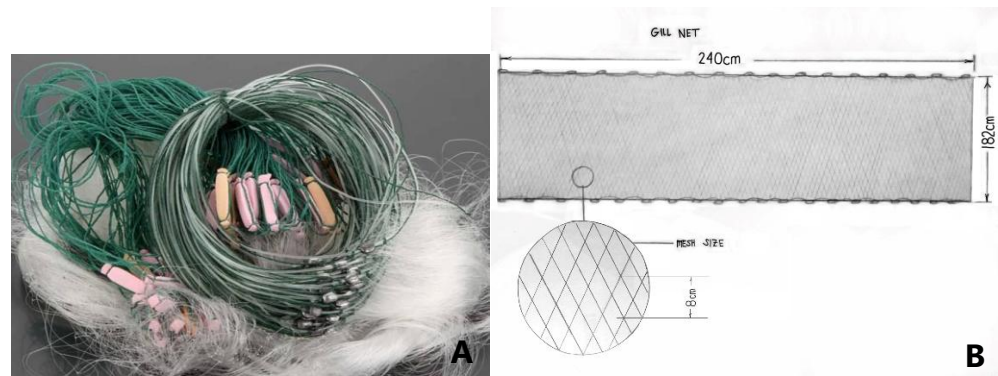 A
GILL NET
240cm
182cm
MESH SIZE
8cm
B